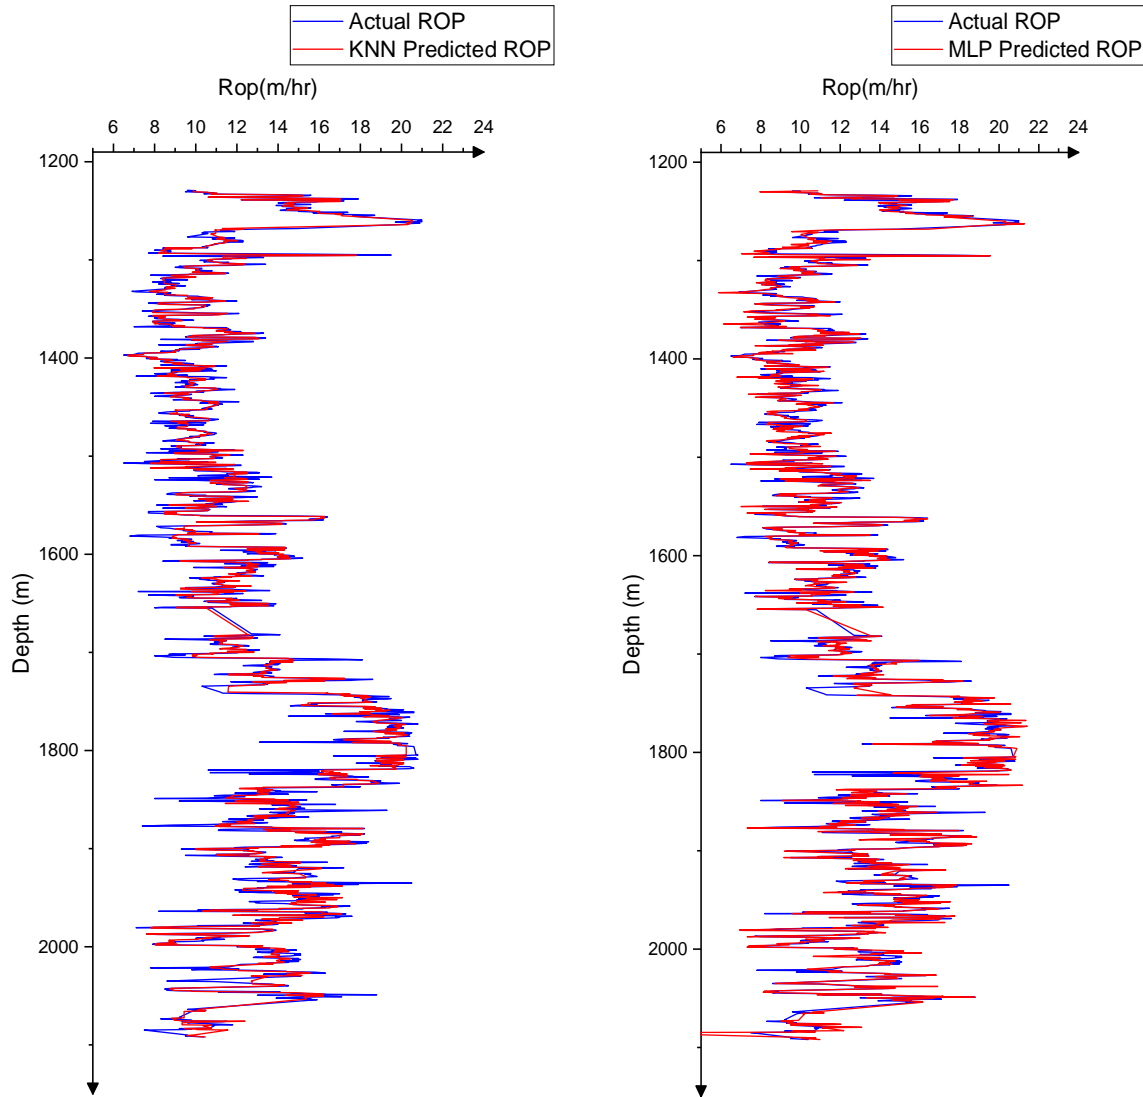 Actual ROP
KNN Predicted ROP
Rop(m/hr)
6 8 10 12 14 16 18 20 22 24
1200
1400
1600
1800
2000
Depth (m)
Actual ROP
MLP Predicted ROP
Rop(m/hr)
6 8 10 12 14 16 18 20 22 24
1200
1400
1600
1800
2000
Depth (m)